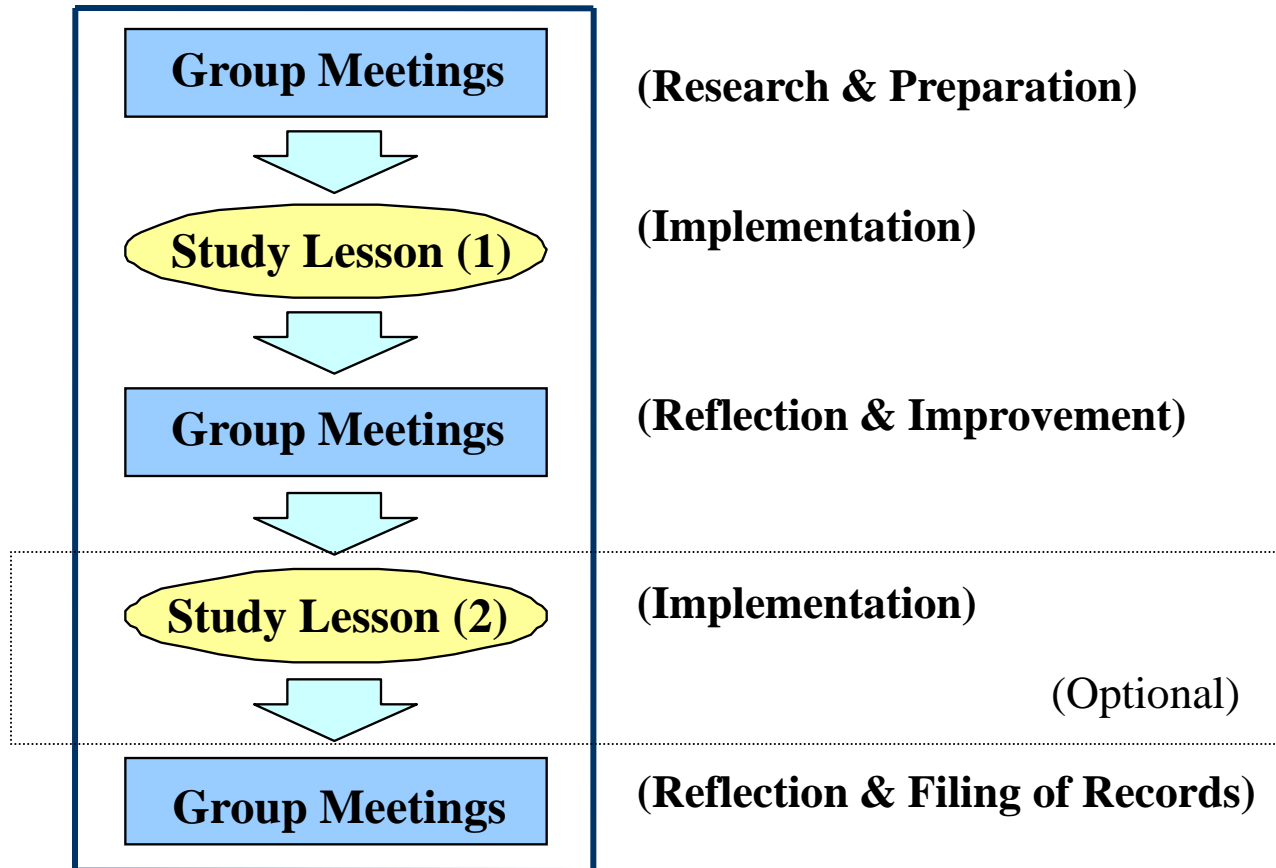 Group Meetings
(Research & Preparation)
Study Lesson (1)
(Implementation)
Group Meetings
(Reflection & Improvement)
Study Lesson (2)
(Implementation)
(Optional)
Group Meetings
(Reflection & Filing of Records)